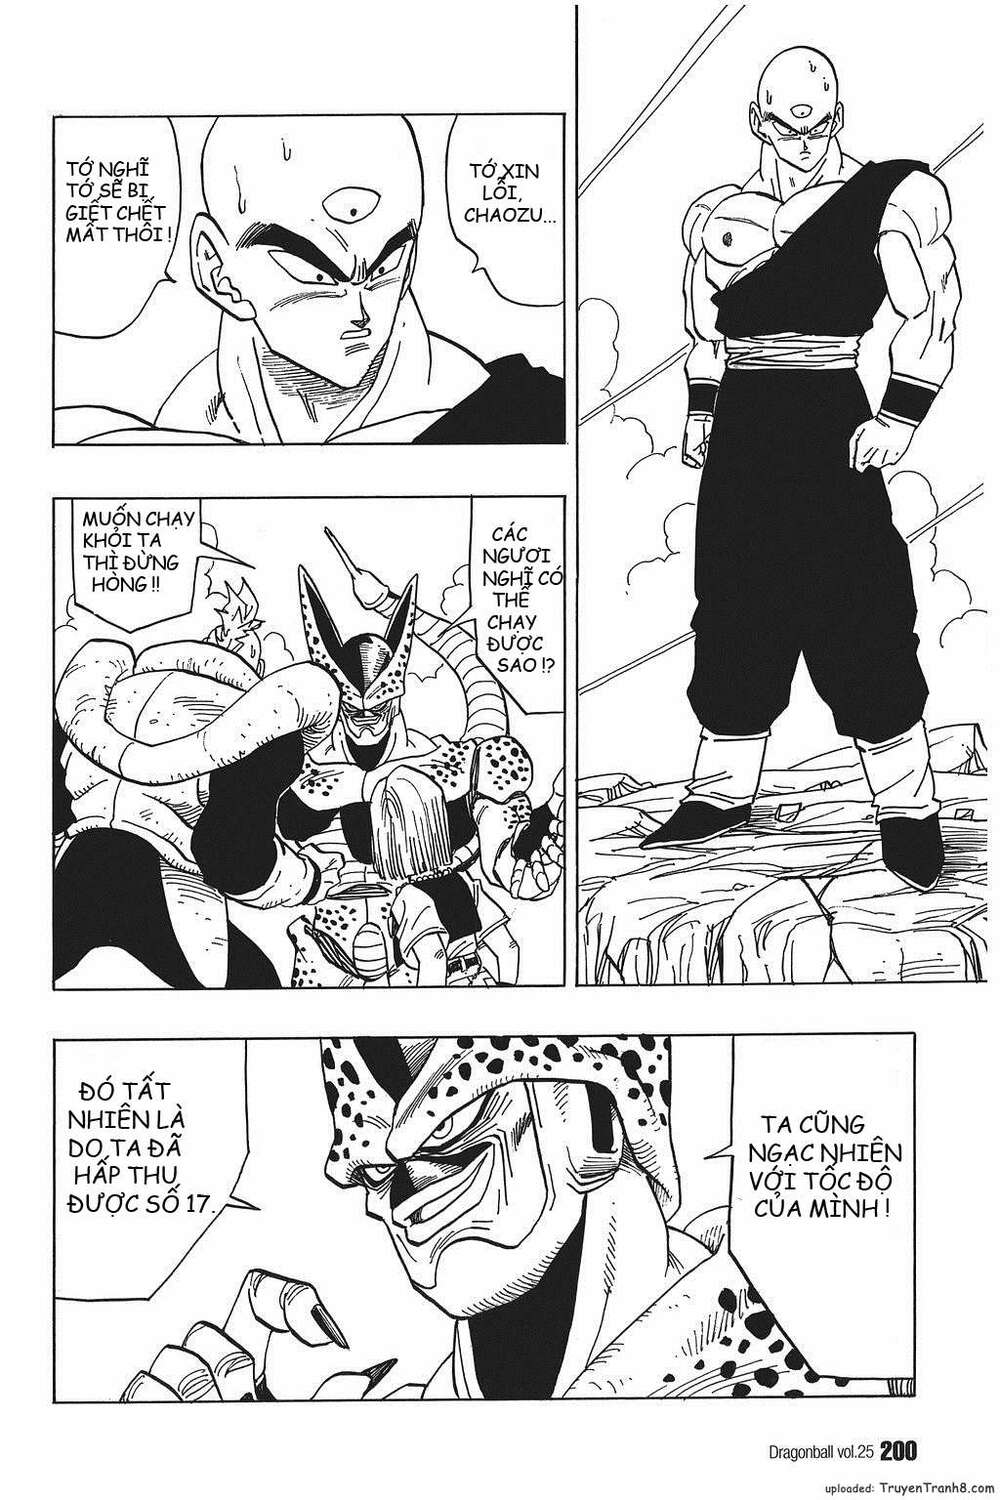 TỚ XIN
LỖI,
CHAOZU...
TỚ NGHĨ
TỚ SẼ BỊ
GIẾT CHẾT
MẤT THÔI !
CÁC
NGƯƠI
NGHĨ CÓ
THỂ
CHẠY
ĐƯỢC
SAO !?
MUỐN CHẠY
KHỎI TA
THÌ ĐỪNG
HÒNG !!
TA CŨNG
NGẠC NHIÊN
VỚI TỐC ĐỘ
CỦA MÌNH !
ĐÓ TẤT
NHIÊN LÀ
DO TA ĐÃ
HẤP THU
ĐƯỢC SỐ 17.
Dragonball vol.25 200
uploaded: TruyenTranh8.com